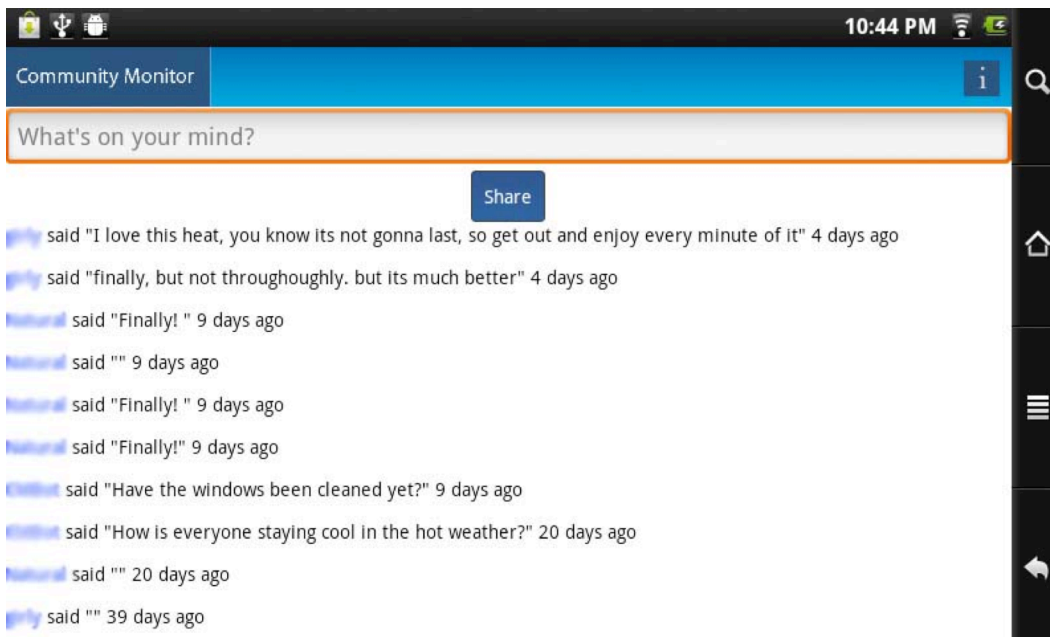 10:44 PM
Community Monitor
i
What's on your mind?
Share
said "I love this heat, you know its not gonna last, so get out and enjoy every minute of it" 4 days ago
said "finally, but not throughoughly. but its much better" 4 days ago
said "Finally! " 9 days ago
said "" 9 days ago
said "Finally! " 9 days ago
said "Finally!" 9 days ago
said "Have the windows been cleaned yet?" 9 days ago
said "How is everyone staying cool in the hot weather?" 20 days ago
said "" 20 days ago
said "" 39 days ago